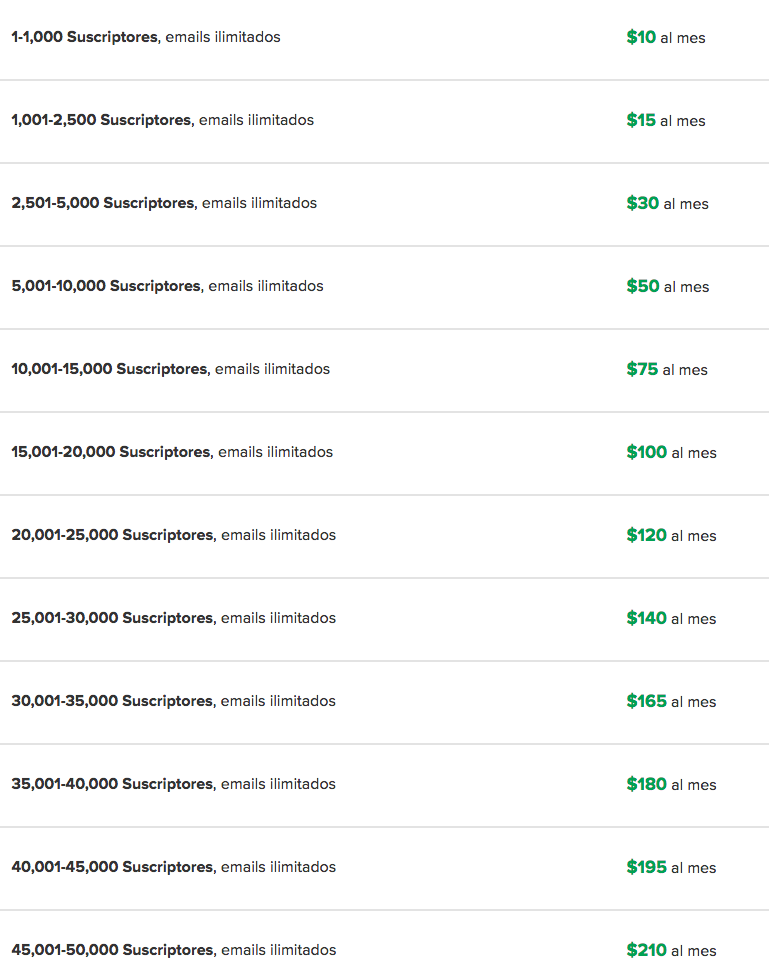 1-1,000 Suscriptores, emails ilimitados $10 al mes
1,001-2,500 Suscriptores, emails ilimitados $15 al mes
2,501-5,000 Suscriptores, emails ilimitados $30 al mes
5,001-10,000 Suscriptores, emails ilimitados $50 al mes
10,001-15,000 Suscriptores, emails ilimitados $75 al mes
15,001-20,000 Suscriptores, emails ilimitados $100 al mes
20,001-25,000 Suscriptores, emails ilimitados $120 al mes
25,001-30,000 Suscriptores, emails ilimitados $140 al mes
30,001-35,000 Suscriptores, emails ilimitados $165 al mes
35,001-40,000 Suscriptores, emails ilimitados $180 al mes
40,001-45,000 Suscriptores, emails ilimitados $195 al mes
45,001-50,000 Suscriptores, emails ilimitados $210 al mes